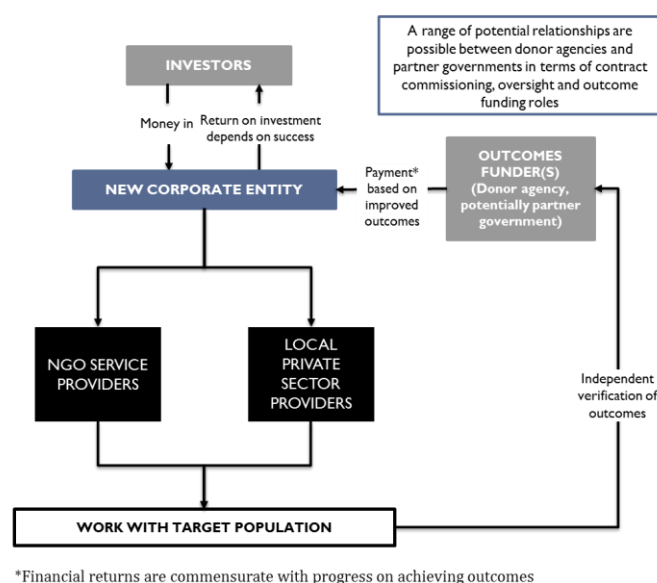 A range of potential relationships are
possible between donor agencies and
partner governments in terms of contract
commissioning, oversight and outcome
funding roles
INVESTORS
Money in
Return on investment
depends on success
NEW CORPORATE ENTITY
Payment*
based on
improved
outcomes
OUTCOMES
FUNDER(S)
(Donor agency,
potentially partner
government)
NGO SERVICE
PROVIDERS
LOCAL
PRIVATE
SECTOR
PROVIDERS
Independent
verification of
outcomes
WORK WITH TARGET POPULATION
*Financial returns are commensurate with progress on achieving outcomes